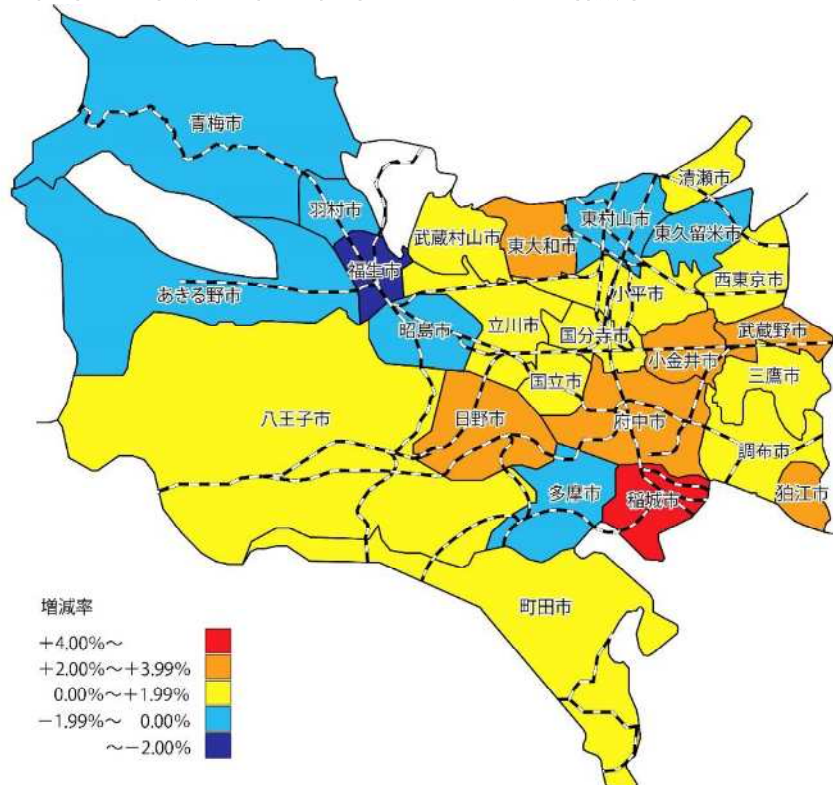 青梅市
清瀬市
羽村市
東村山市
武蔵村山市
東大和市
東久留米市
福生市
西東京市
あきる野市
小平市
昭島市
立川市
国分寺市
武蔵野市
小金井市
国立市
三鷹市
八王子市
日野市
府中市
調布市
多摩市
稲城市
狛江市
町田市
増減率
+4.00%～
+2.00%～+3.99%
0.00%～+1.99%
−1.99%～ 0.00%
～−2.00%